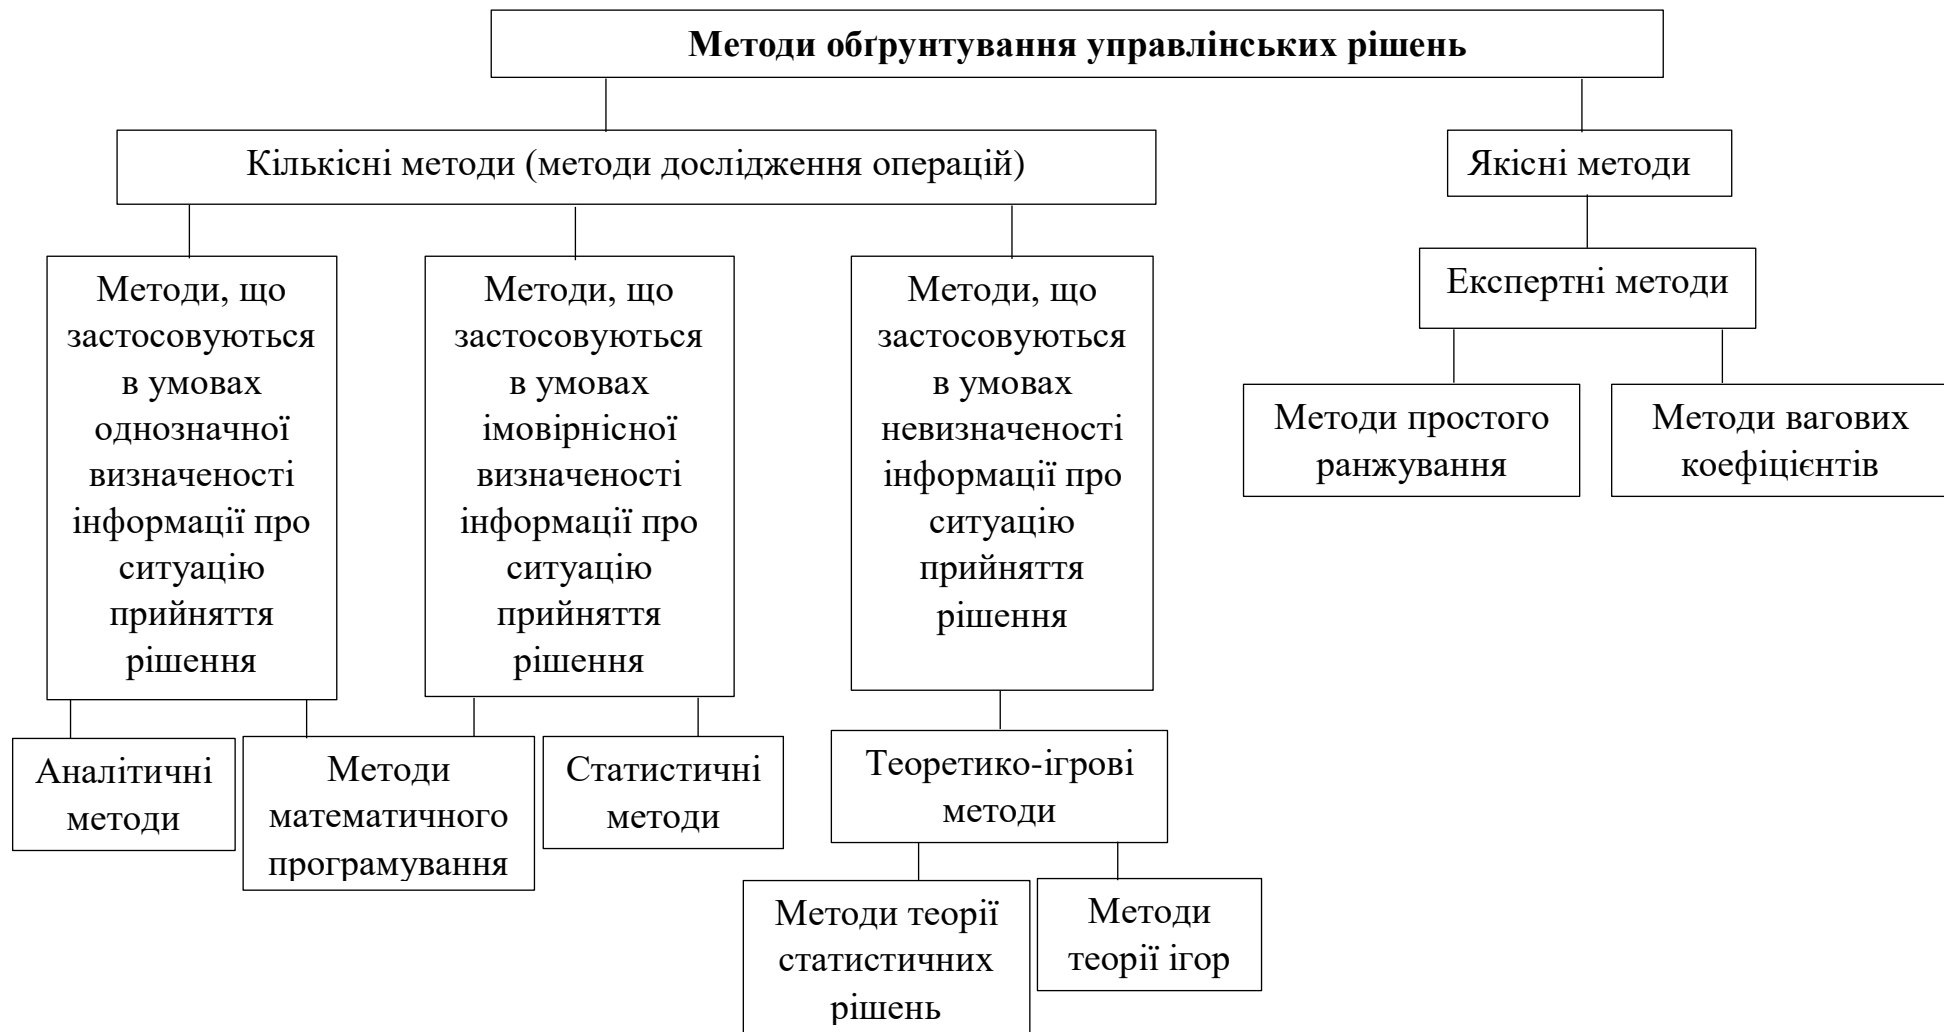 Методи обґрунтування управлінських рішень
Кількісні методи (методи дослідження операцій)
Якісні методи
Методи, що
застосовуються
в умовах
однозначної
визначеності
інформації про
ситуацію
прийняття
рішення
Методи, що
застосовуються
в умовах
імовірнісної
визначеності
інформації про
ситуацію
прийняття
рішення
Методи, що
застосовуються
в умовах
невизначеності
інформації про
ситуацію
прийняття
рішення
Експертні методи
Методи простого
ранжування
Методи вагових
коефіцієнтів
Аналітичні
методи
Методи
математичного
програмування
Статистичні
методи
Теоретико-ігрові
методи
Методи теорії
статистичних
рішень
Методи
теорії ігор